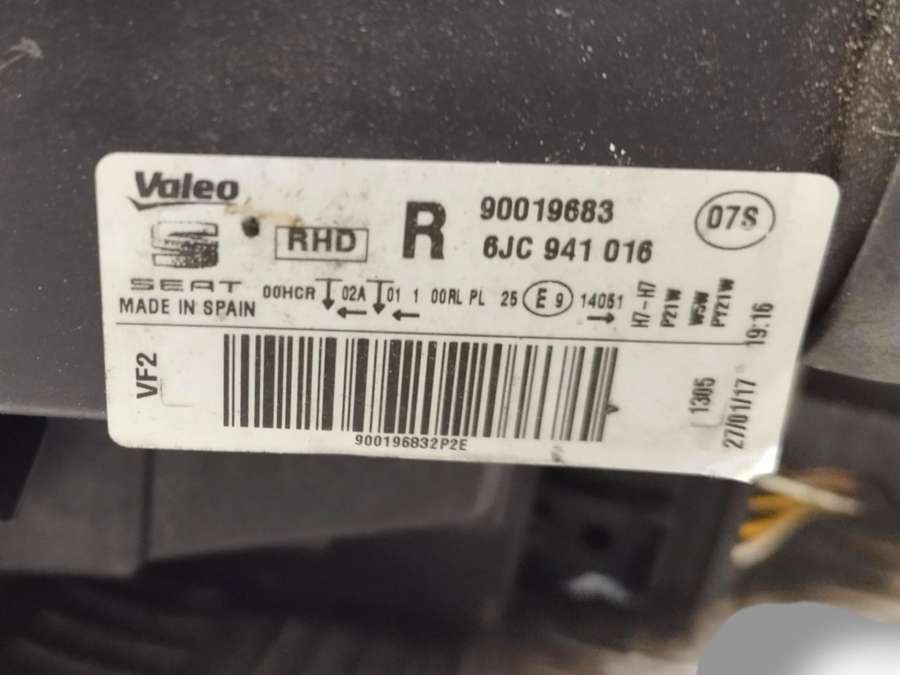 Valeo
RHD
R
90019683
6JC 941 016
07S
SEAT
MADE IN SPAIN
00HCR 02A 01 1 00RL PL 25 E 9 14051
H7-H7
P21W
W5W
PY21W
19:16
VF2
900196832P2E
1305
27/01/17